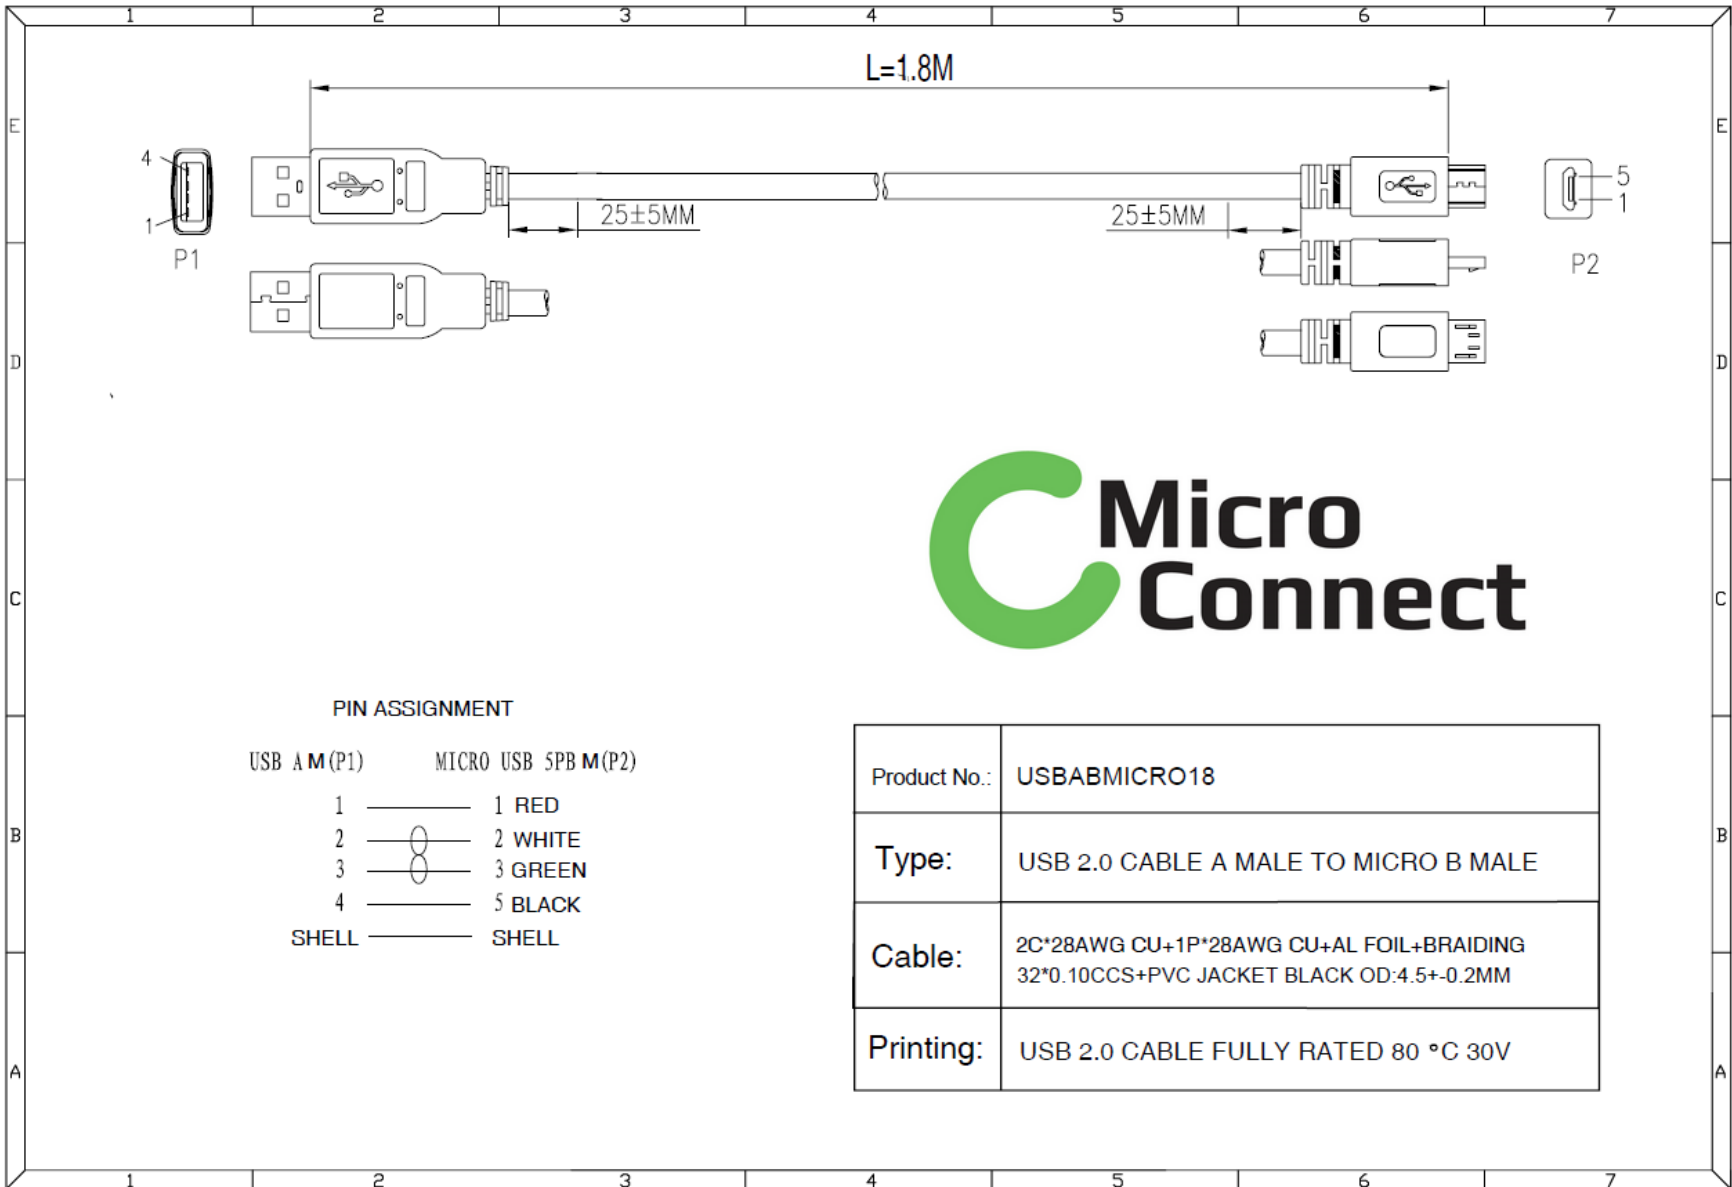 1 2 3 4 5 6 7
L=1.8M
E E
4
1
P1
25±5MM 25±5MM
5
1
P2
D D
Micro
Connect
C C
PIN ASSIGNMENT
USB A M(P1) MICRO USB 5PB M(P2)
1 1 RED
2 2 WHITE
3 3 GREEN
4 5 BLACK
SHELL SHELL
Product No.: USBABMICRO18
Type: USB 2.0 CABLE A MALE TO MICRO B MALE
Cable: 2C*28AWG CU+1P*28AWG CU+AL FOIL+BRAIDING
32*0.10CCS+PVC JACKET BLACK OD:4.5+-0.2MM
Printing: USB 2.0 CABLE FULLY RATED 80 °C 30V
B B
A A
1 2 3 4 5 6 7